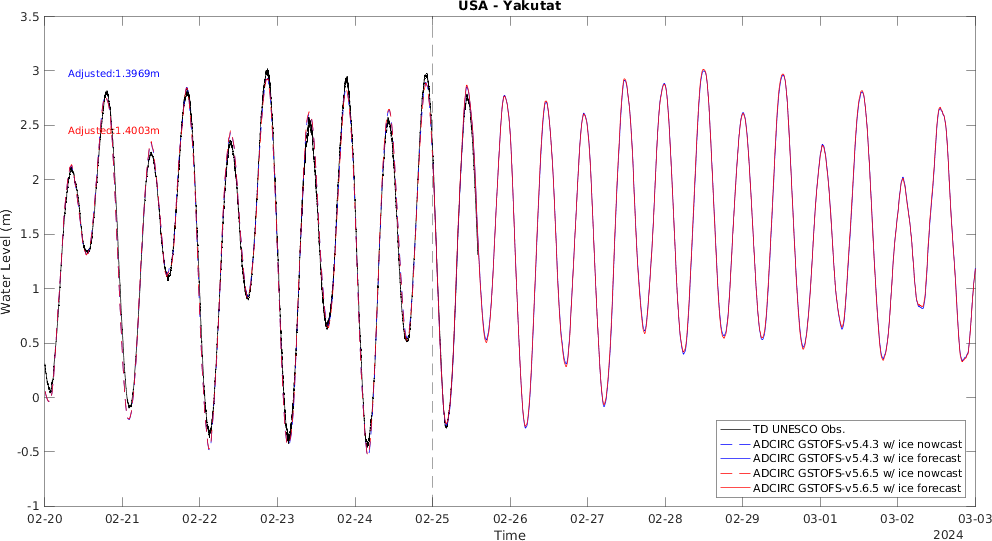 USA - Yakutat
3.5
3
2.5
2
1.5
1
0.5
0
-0.5
-1
Water Level (m)
Adjusted:1.3969m
Adjusted:1.4003m
TD UNESCO Obs.
ADCIRC GSTOFS-v5.4.3 w/ ice nowcast
ADCIRC GSTOFS-v5.4.3 w/ ice forecast
ADCIRC GSTOFS-v5.6.5 w/ ice nowcast
ADCIRC GSTOFS-v5.6.5 w/ ice forecast
02-20 02-21 02-22 02-23 02-24 02-25 02-26 02-27 02-28 02-29 03-01 03-02 03-03
Time
2024